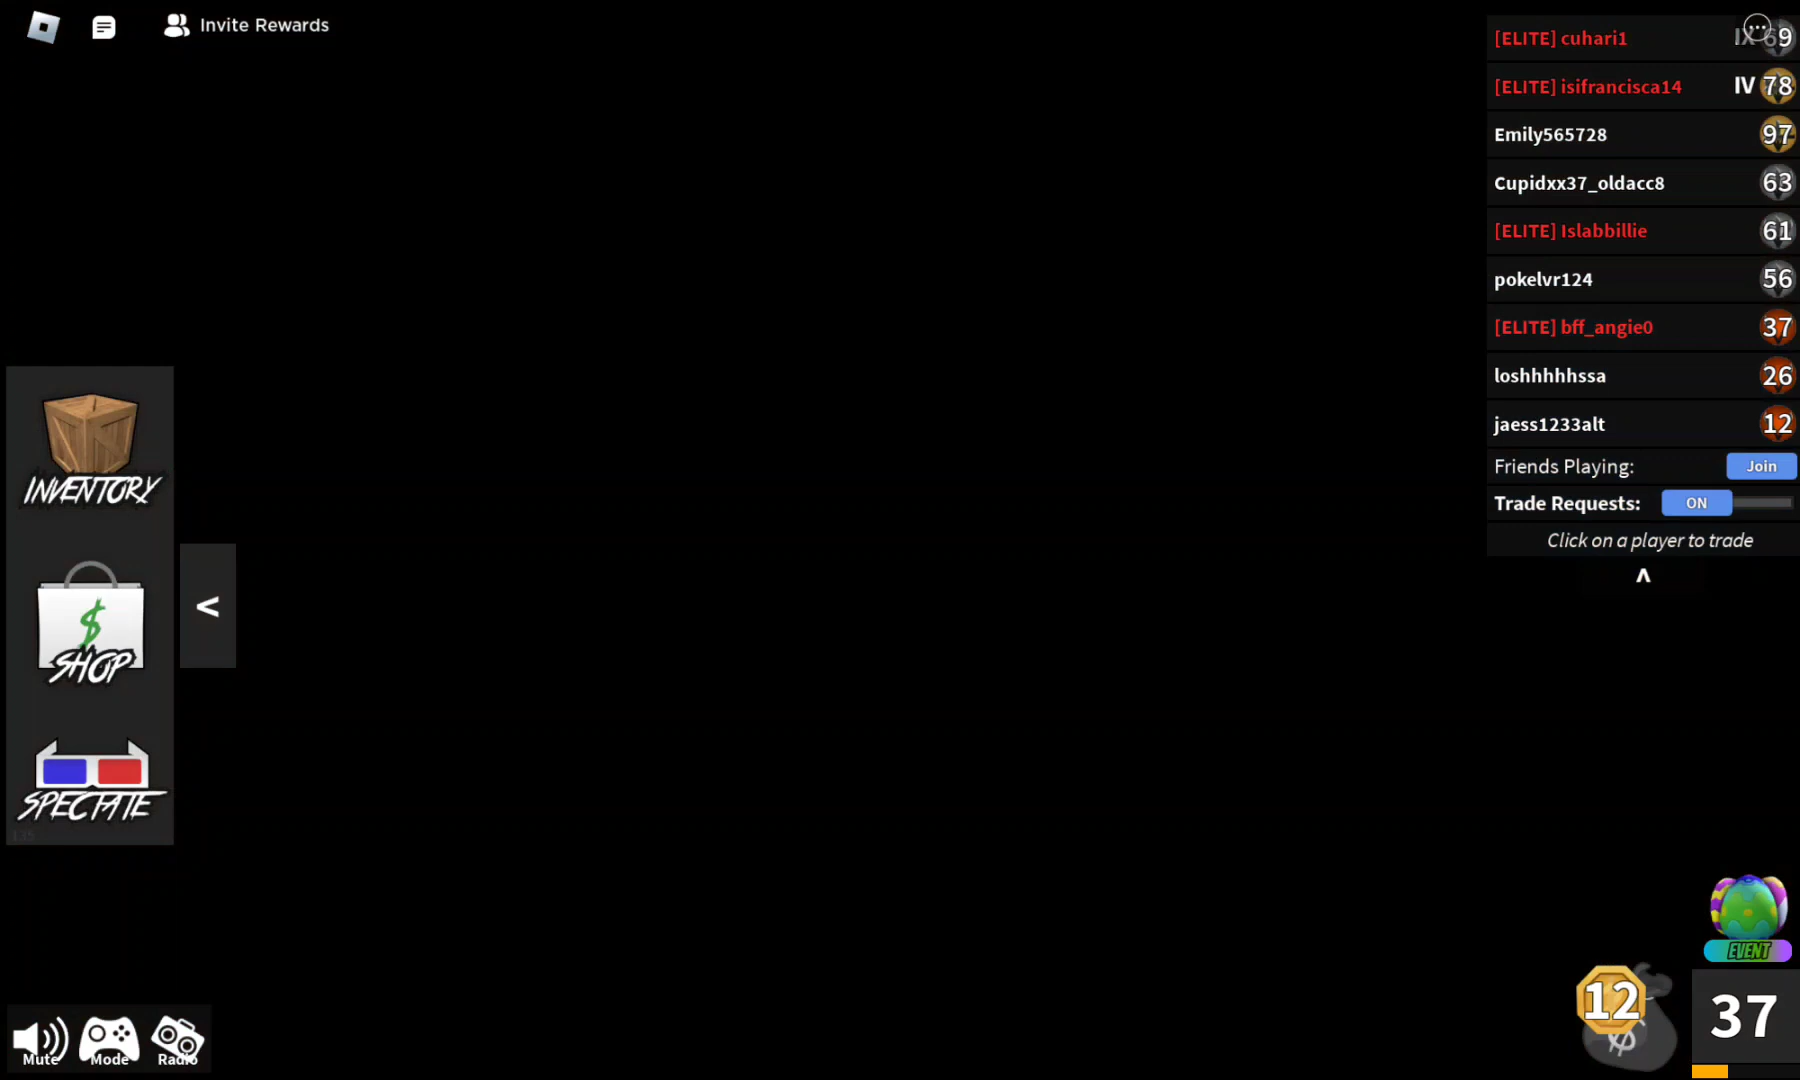 Invite Rewards
[ELITE] cuhari1 IX 69
[ELITE] isifrancisca14 IV 78
Emily565728 97
Cupidxx37_oldacc8 63
[ELITE] Islabbillie 61
pokelvr124 56
[ELITE] bff_angie0 37
loshhhhhssa 26
jaess1233alt 12
Friends Playing: Join
Trade Requests: ON
Click on a player to trade
^
INVENTORY
$
SHOP
<
SPECTATE
135
EVENT
12
$
37
Mute Mode Radio